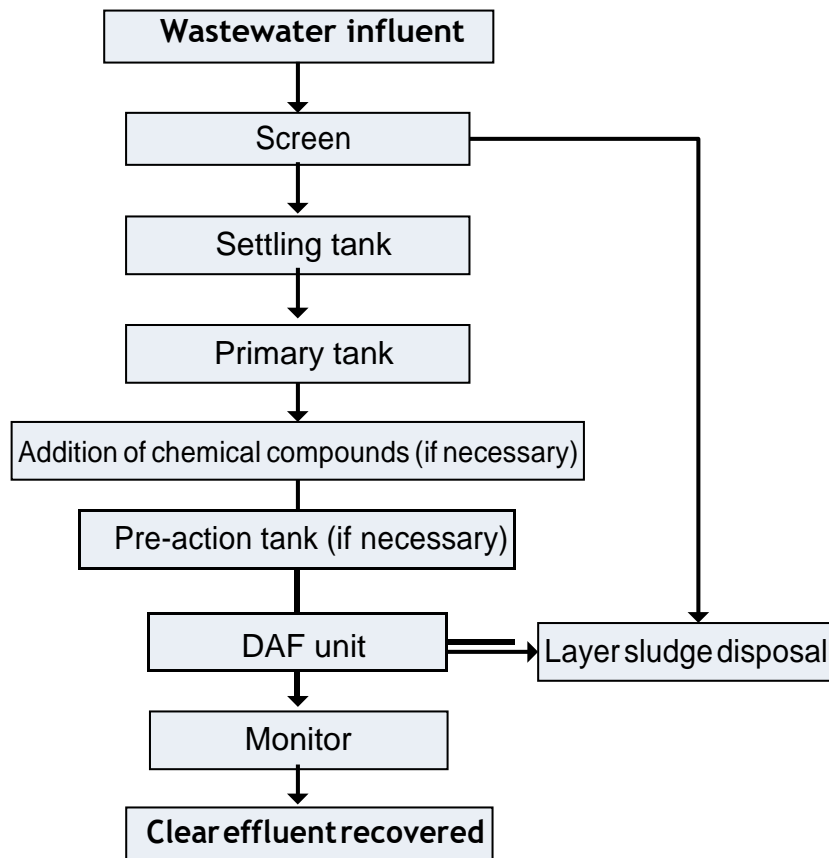 Wastewater influent
Screen
Settling tank
Primary tank
Addition of chemical compounds (if necessary)
Pre-action tank (if necessary)
DAF unit
Layer sludge disposal
Monitor
Clear effluent recovered